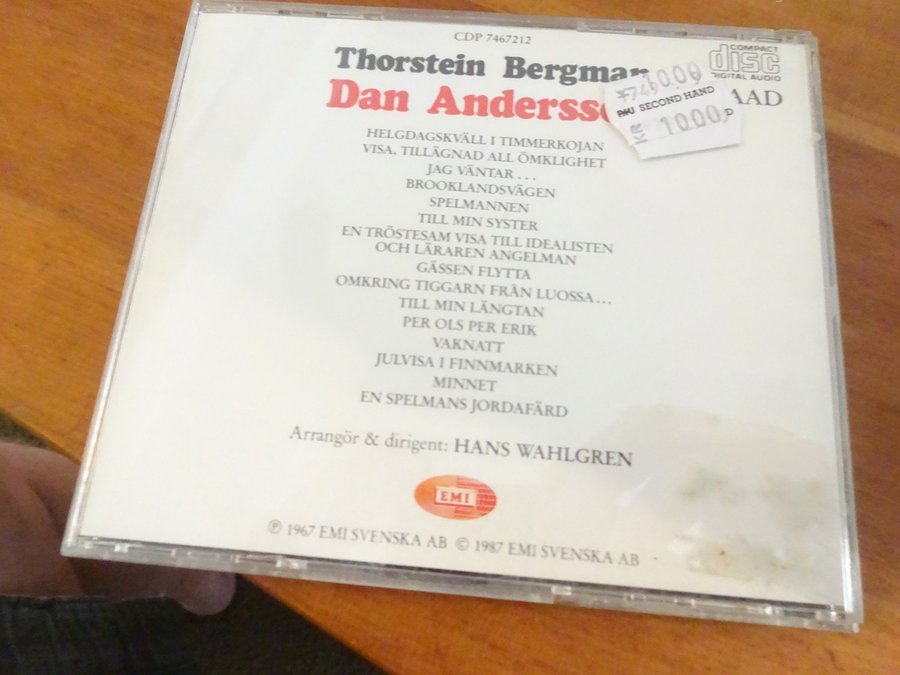 CDP 7467212
Thorstein Bergman
COMPACT
disc
DIGITAL AUDIO
Dan Andersso
AAD
1000
SECOND HAND
KR 1000,
HELGDAGSKVÄLL I TIMMERKOJAN
VISA, TILLÄGNAD ALL ÖMKLIGHET
JAG VÄNTAR...
BROOKLANDSVÄGEN
SPELMANNEN
TILL MIN SYSTER
EN TRÖSTESAM VISA TILL IDEALISTEN
OCH LÄRAREN ANGELMAN
GÄSSEN FLYTTA
OMKRING TIGGARN FRÅN LUOSSA...
TILL MIN LÄNGTAN
PER OLS PER ERIK
VAKNATT
JULVISA I FINNMARKEN
MINNET
EN SPELMANS JORDAFÄRD
Arrangör & dirigent: HANS WAHLGREN
EMI
℗ 1967 EMI SVENSKA AB © 1987 EMI SVENSKA AB